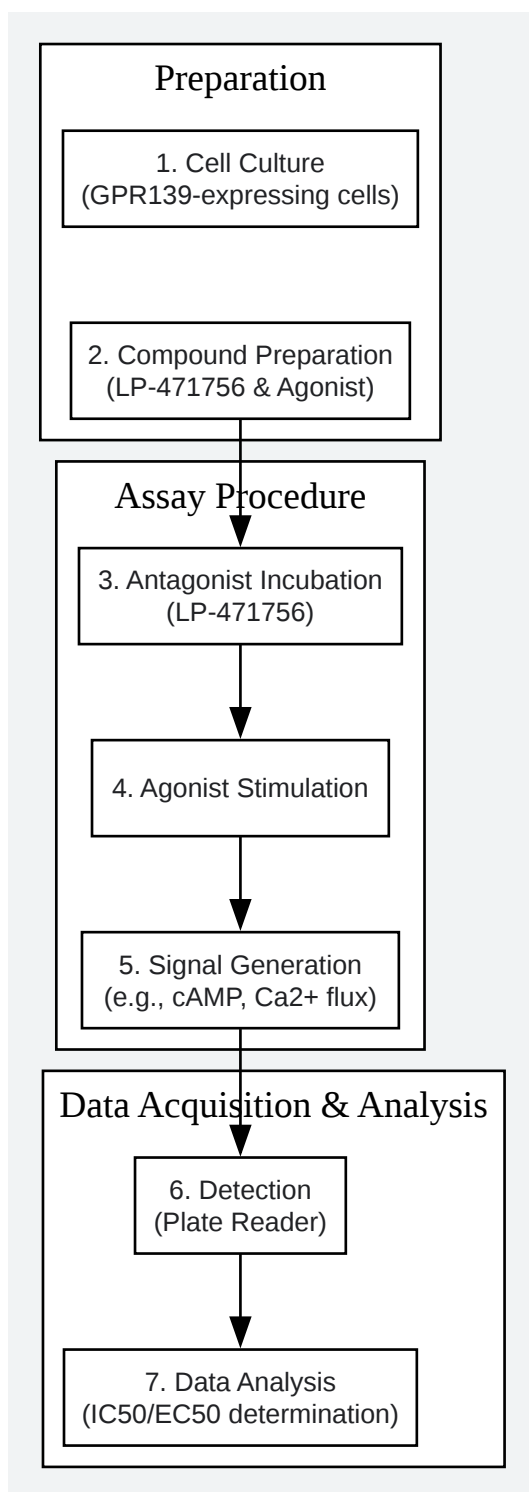 Preparation
1. Cell Culture
(GPR139-expressing cells)
2. Compound Preparation
(LP-471756 & Agonist)
Assay Procedure
3. Antagonist Incubation
(LP-471756)
4. Agonist Stimulation
5. Signal Generation
(e.g., cAMP, Ca2+ flux)
Data Acquisition & Analysis
6. Detection
(Plate Reader)
7. Data Analysis
(IC50/EC50 determination)